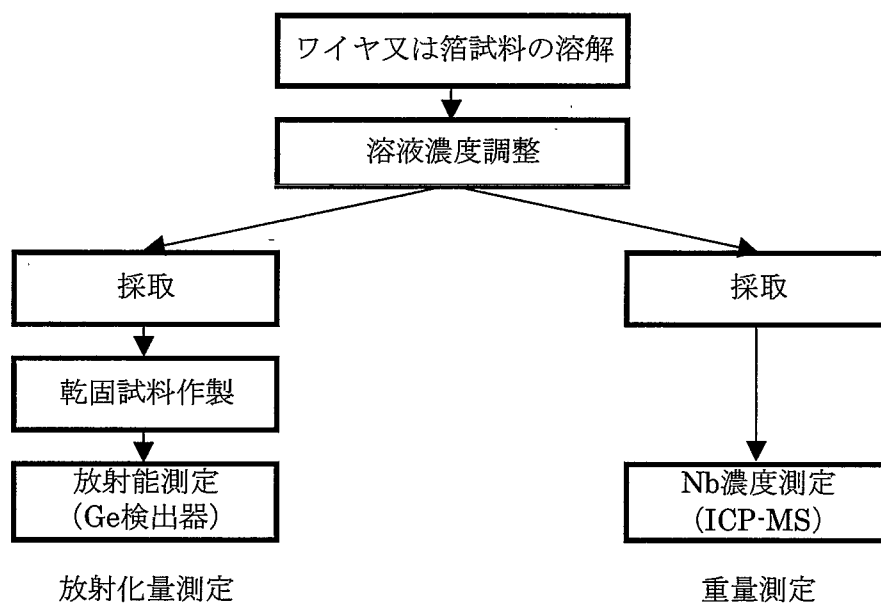 ワイヤ又は箔試料の溶解
溶液濃度調整
採取
乾固試料作製
放射能測定
(Ge検出器)
放射化量測定
採取
Nb濃度測定
(ICP-MS)
重量測定